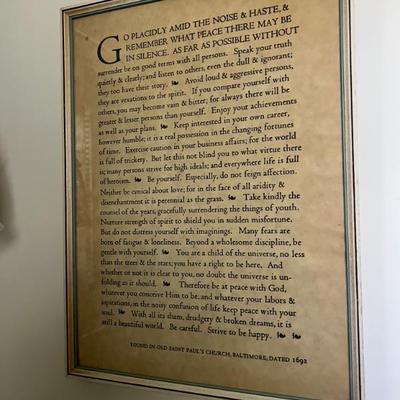 GO PLACIDLY AMID THE NOISE & HASTE, &
REMEMBER WHAT PEACE THERE MAY BE
IN SILENCE. AS FAR AS POSSIBLE WITHOUT
surrender be on good terms with all persons. Speak your truth
quietly & clearly; and listen to others, even the dull & ignorant;
they too have their story. Avoid loud & aggressive persons,
they are vexations to the spirit. If you compare yourself with
others, you may become vain & bitter; for always there will be
greater & lesser persons than yourself. Enjoy your achievements
as well as your plans. Keep interested in your own career,
however humble; it is a real possession in the changing fortunes
of time. Exercise caution in your business affairs; for the world
is full of trickery. But let this not blind you to what virtue there
is; many persons strive for high ideals; and everywhere life is full
of heroism. Be yourself. Especially, do not feign affection.
Neither be cynical about love; for in the face of all aridity &
disenchantment it is perennial as the grass. Take kindly the
counsel of the years, gracefully surrendering the things of youth.
Nurture strength of spirit to shield you in sudden misfortune.
But do not distress yourself with imaginings. Many fears are
born of fatigue & loneliness. Beyond a wholesome discipline, be
gentle with yourself. You are a child of the universe, no less
than the trees & the stars; you have a right to be here. And
whether or not it is clear to you, no doubt the universe is un-
folding as it should. Therefore be at peace with God,
whatever you conceive Him to be, and whatever your labors &
aspirations, in the noisy confusion of life keep peace with your
soul. With all its sham, drudgery & broken dreams, it is
still a beautiful world. Be careful. Strive to be happy.
FOUND IN OLD SAINT PAUL'S CHURCH, BALTIMORE; DATED 1692